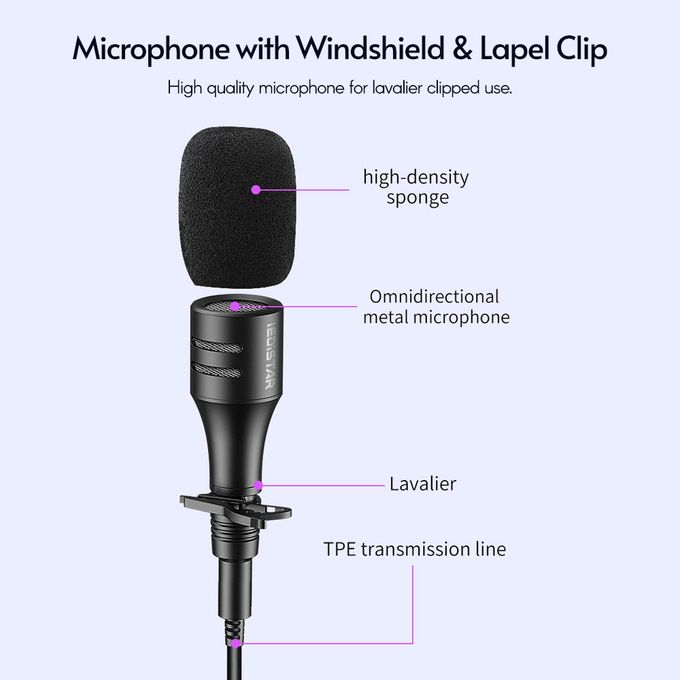 Microphone with Windshield & Lapel Clip
High quality microphone for lavalier clipped use.
high-density
sponge
Omnidirectional
metal microphone
TEDISTAR
Lavalier
TPE transmission line